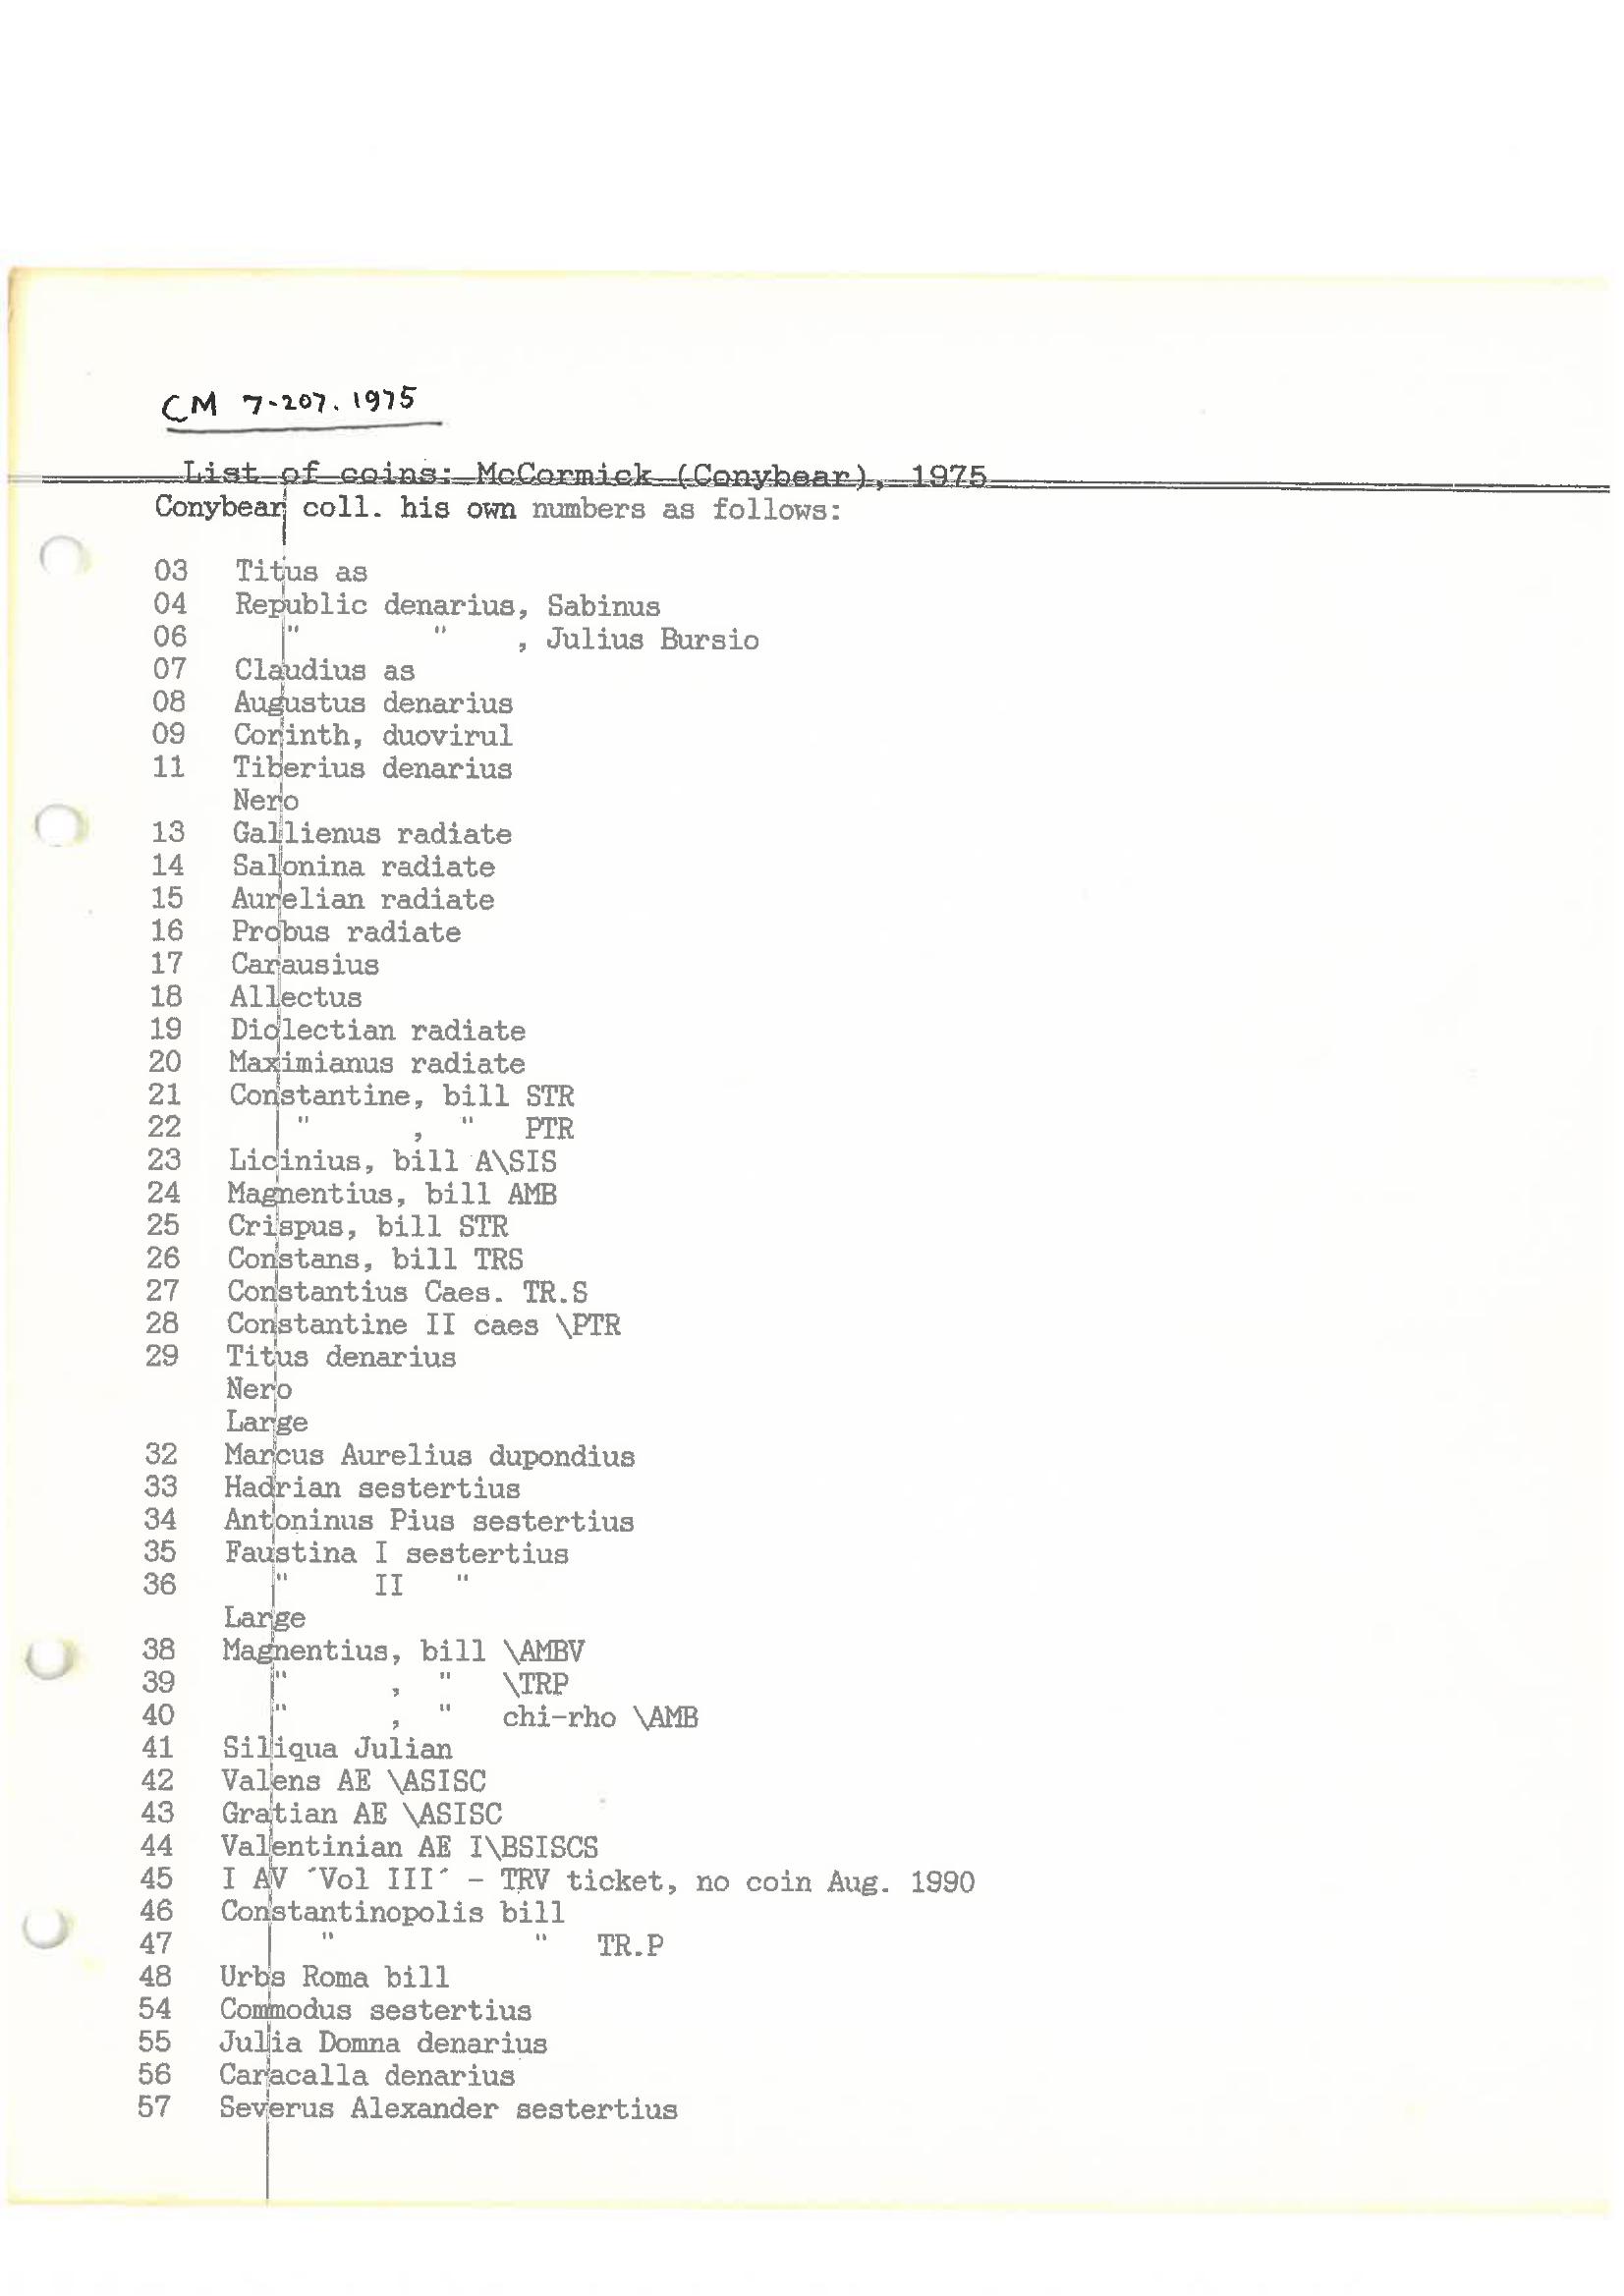 CM 7-207.1975
List of coins: McCormick (Conybear), 1975
Conybear coll. his own numbers as follows:
03 Titus as
04 Republic denarius, Sabinus
06 " " , Julius Bursio
07 Claudius as
08 Augustus denarius
09 Corinth, duovirul
11 Tiberius denarius
Nero
13 Gallienus radiate
14 Salonina radiate
15 Aurelian radiate
16 Probus radiate
17 Carausius
18 Allectus
19 Diolectian radiate
20 Maximianus radiate
21 Constantine, bill STR
22 " , " PTR
23 Licinius, bill A\SIS
24 Magnentius, bill AMB
25 Crispus, bill STR
26 Constans, bill TRS
27 Constantius Caes. TR.S
28 Constantine II caes \PTR
29 Titus denarius
Nero
Large
32 Marcus Aurelius dupondius
33 Hadrian sestertius
34 Antoninus Pius sestertius
35 Faustina I sestertius
36 " II "
Large
38 Magnentius, bill \AMBV
39 " , " \TRP
40 " , " chi-rho \AMB
41 Siliqua Julian
42 Valens AE \ASISC
43 Gratian AE \ASISC
44 Valentinian AE I\BSISCS
45 I AV ´Vol III´ - TRV ticket, no coin Aug. 1990
46 Constantinopolis bill
47 " " TR.P
48 Urbs Roma bill
54 Commodus sestertius
55 Julia Domna denarius
56 Caracalla denarius
57 Severus Alexander sestertius